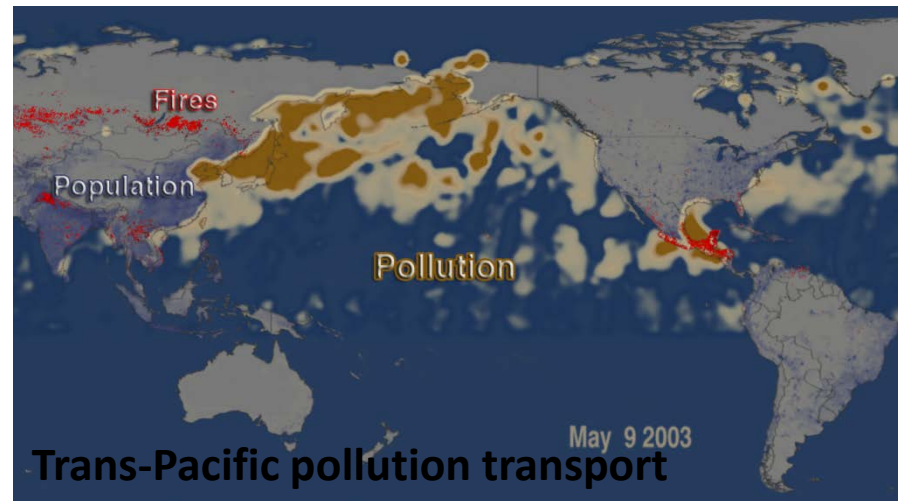 Fires
Population
Pollution
May 9 2003
Trans-Pacific pollution transport